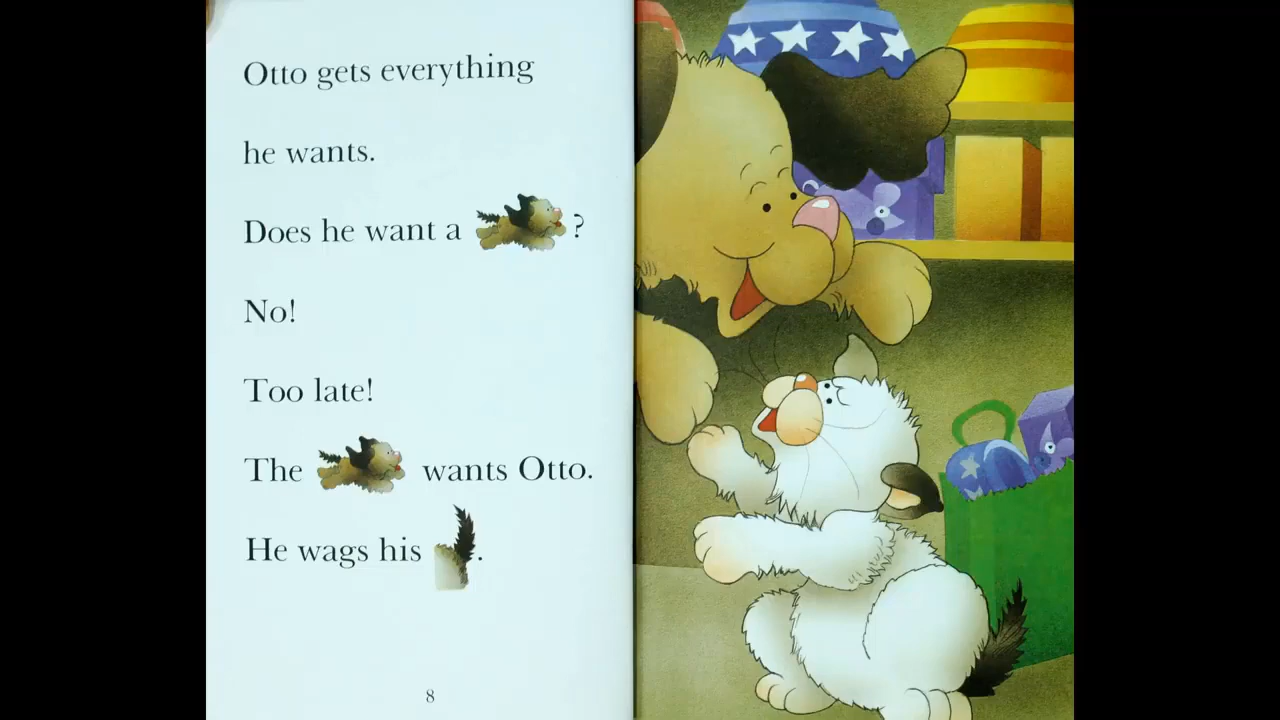 Otto gets everything
he wants.
Does he want a ?
No!
Too late!
The wants Otto.
He wags his .
8